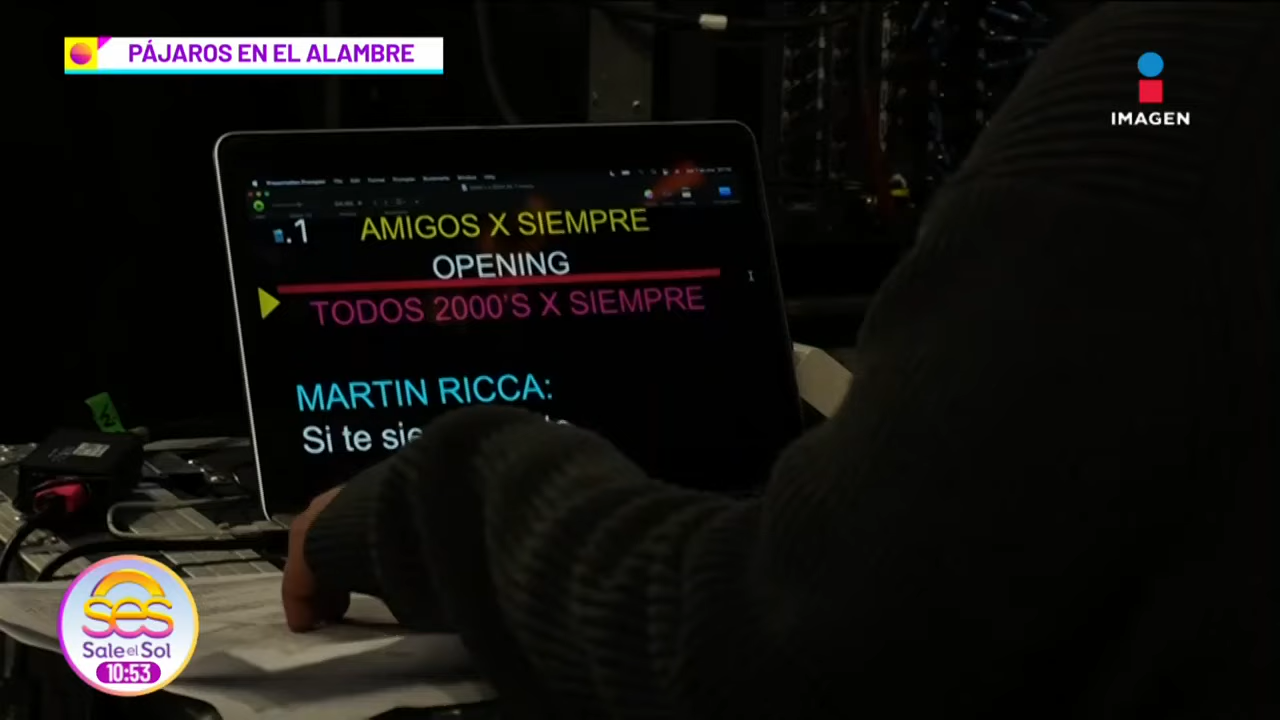 PÁJAROS EN EL ALAMBRE
IMAGEN
.1
AMIGOS X SIEMPRE
OPENING
TODOS 2000'S X SIEMPRE
MARTIN RICCA:
Si te
ses
Sale el Sol
10:53